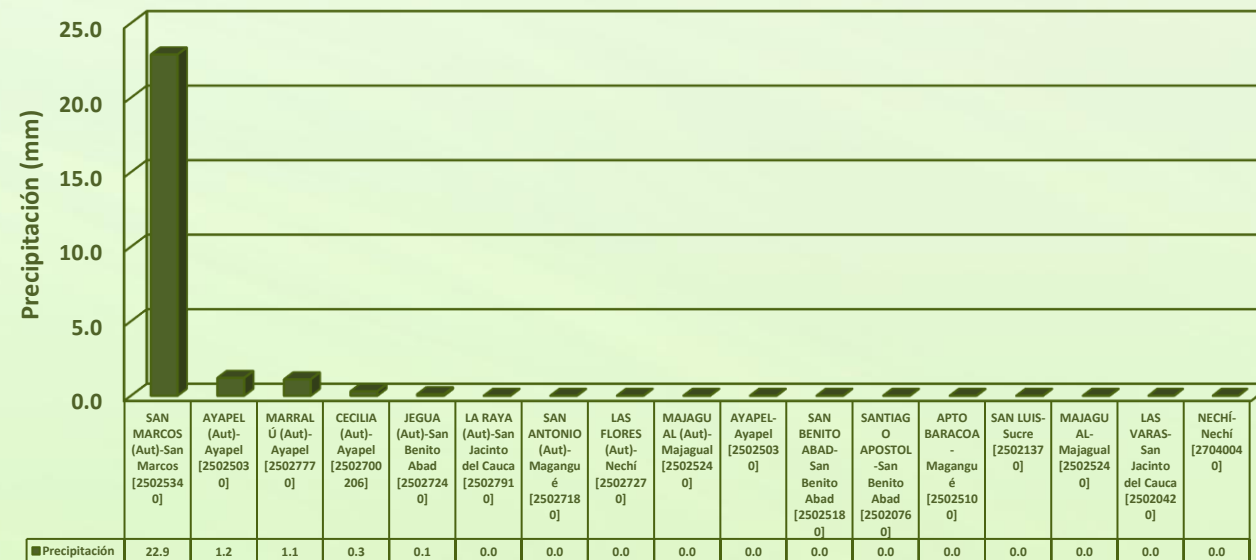 25.0
20.0
15.0
10.0
5.0
0.0
Precipitación (mm)
SAN
MARCOS
(Aut)-San
Marcos
[2502534
0]
AYAPEL
(Aut)-
Ayapel
[2502503
0]
MARRAL
Ú (Aut)-
Ayapel
[2502777
0]
CECILIA
(Aut)-
Ayapel
[2502700
206]
JEGUA
(Aut)-San
Benito
Abad
[2502724
0]
LA RAYA
(Aut)-San
Jacinto
del Cauca
[2502791
0]
SAN
ANTONIO
(Aut)-
Magangu
é
[2502718
0]
LAS
FLORES
(Aut)-
Nechí
[2502727
0]
MAJAGU
AL (Aut)-
Majagual
[2502524
0]
AYAPEL-
Ayapel
[2502503
0]
SAN
BENITO
ABAD-
San
Benito
Abad
[2502518
0]
SANTIAG
O
APOSTOL
-San
Benito
Abad
[2502076
0]
APTO
BARACOA
-
Magangu
é
[2502510
0]
SAN LUIS-
Sucre
[2502137
0]
MAJAGU
AL-
Majagual
[2502524
0]
LAS
VARAS-
San
Jacinto
del Cauca
[2502042
0]
NECHÍ-
Nechí
[2704004
0]
Precipitación 22.9 1.2 1.1 0.3 0.1 0.0 0.0 0.0 0.0 0.0 0.0 0.0 0.0 0.0 0.0 0.0 0.0